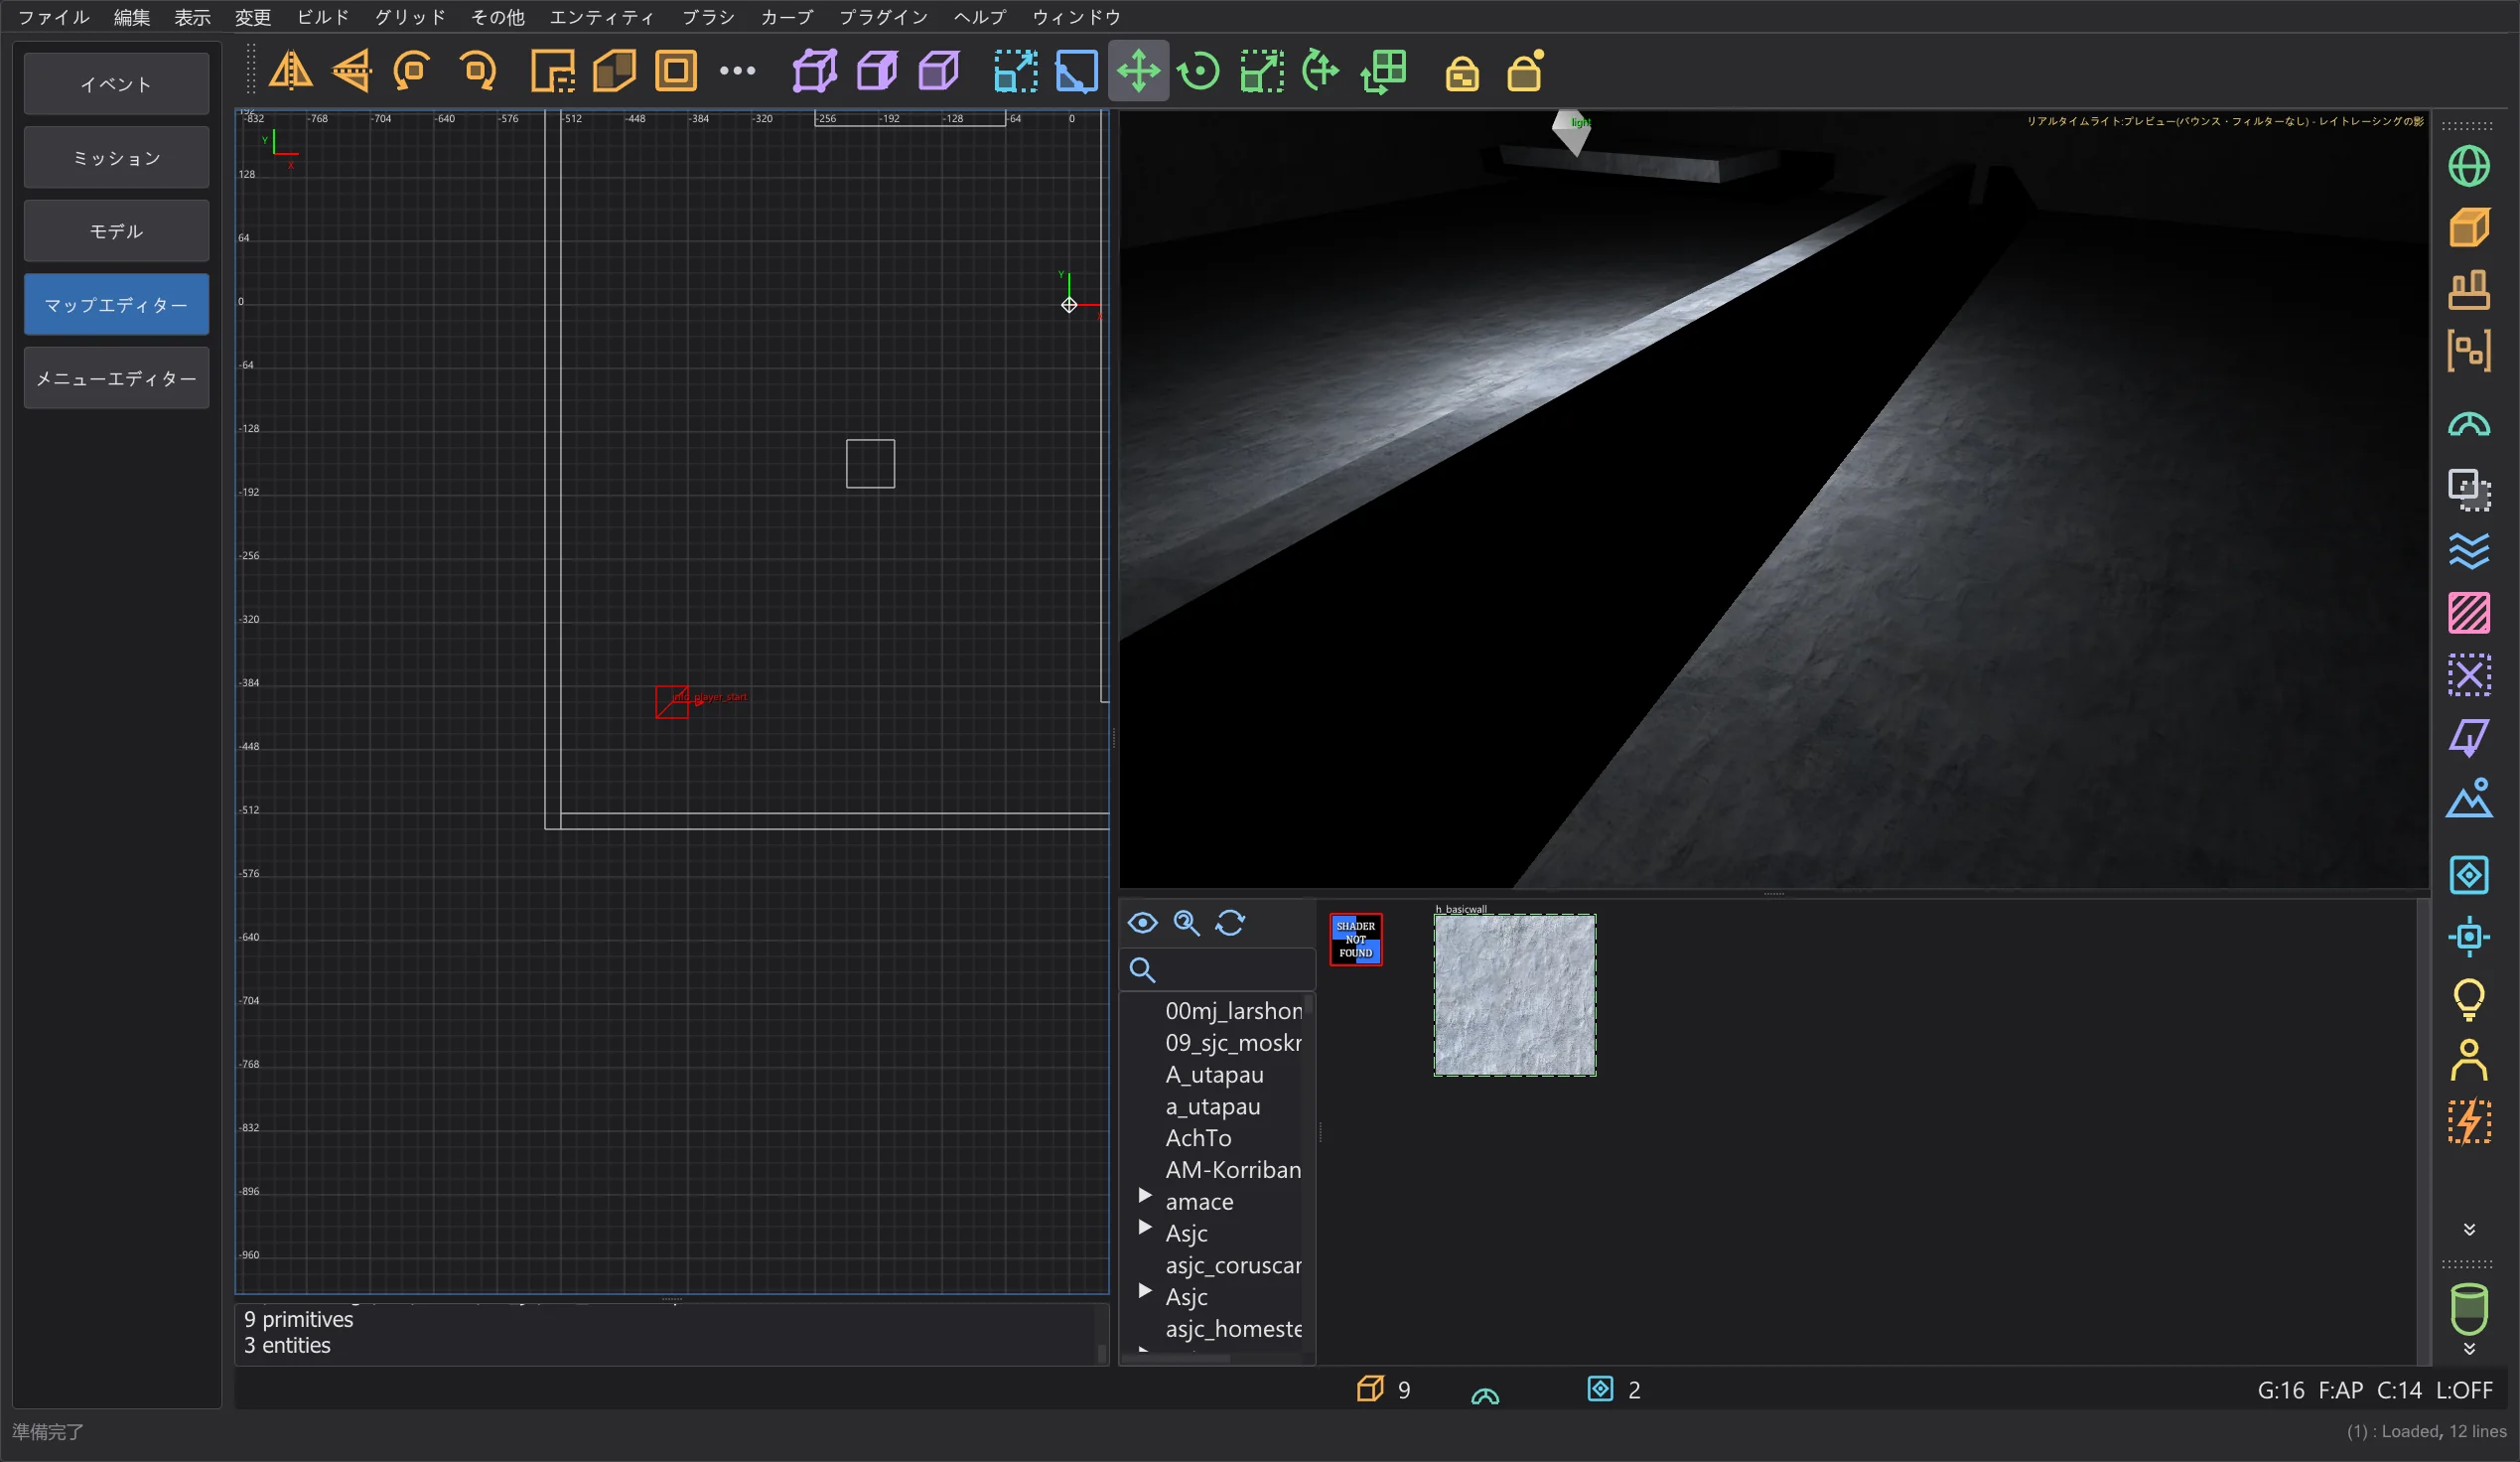 ファイル 編集 表示 変更 ビルド グリッド その他 エンティティ ブラシ カーブ プラグイン ヘルプ ウィンドウ
イベント
ミッション
モデル
マップエディター
メニューエディター
-832 -768 -704 -640 -576 -512 -448 -384 -320 -256 -192 -128 -64 0
Y
X
128
64
0
-64
-128
-192
-256
-320
-384
-448
-512
-576
-640
-704
-768
-832
-896
-960
Y
X
info_player_start
light
リアルタイムライト:プレビュー(バウンス・フィルターなし) - レイトレーシングの影
SHADER
NOT
FOUND
h_basicwall
00mj_larshon
09_sjc_moskr
A_utapau
a_utapau
AchTo
AM-Korriban
amace
Asjc
asjc_coruscan
Asjc
asjc_homeste
9 primitives
3 entities
9
2
G:16 F:AP C:14 L:OFF
準備完了
(1) : Loaded, 12 lines